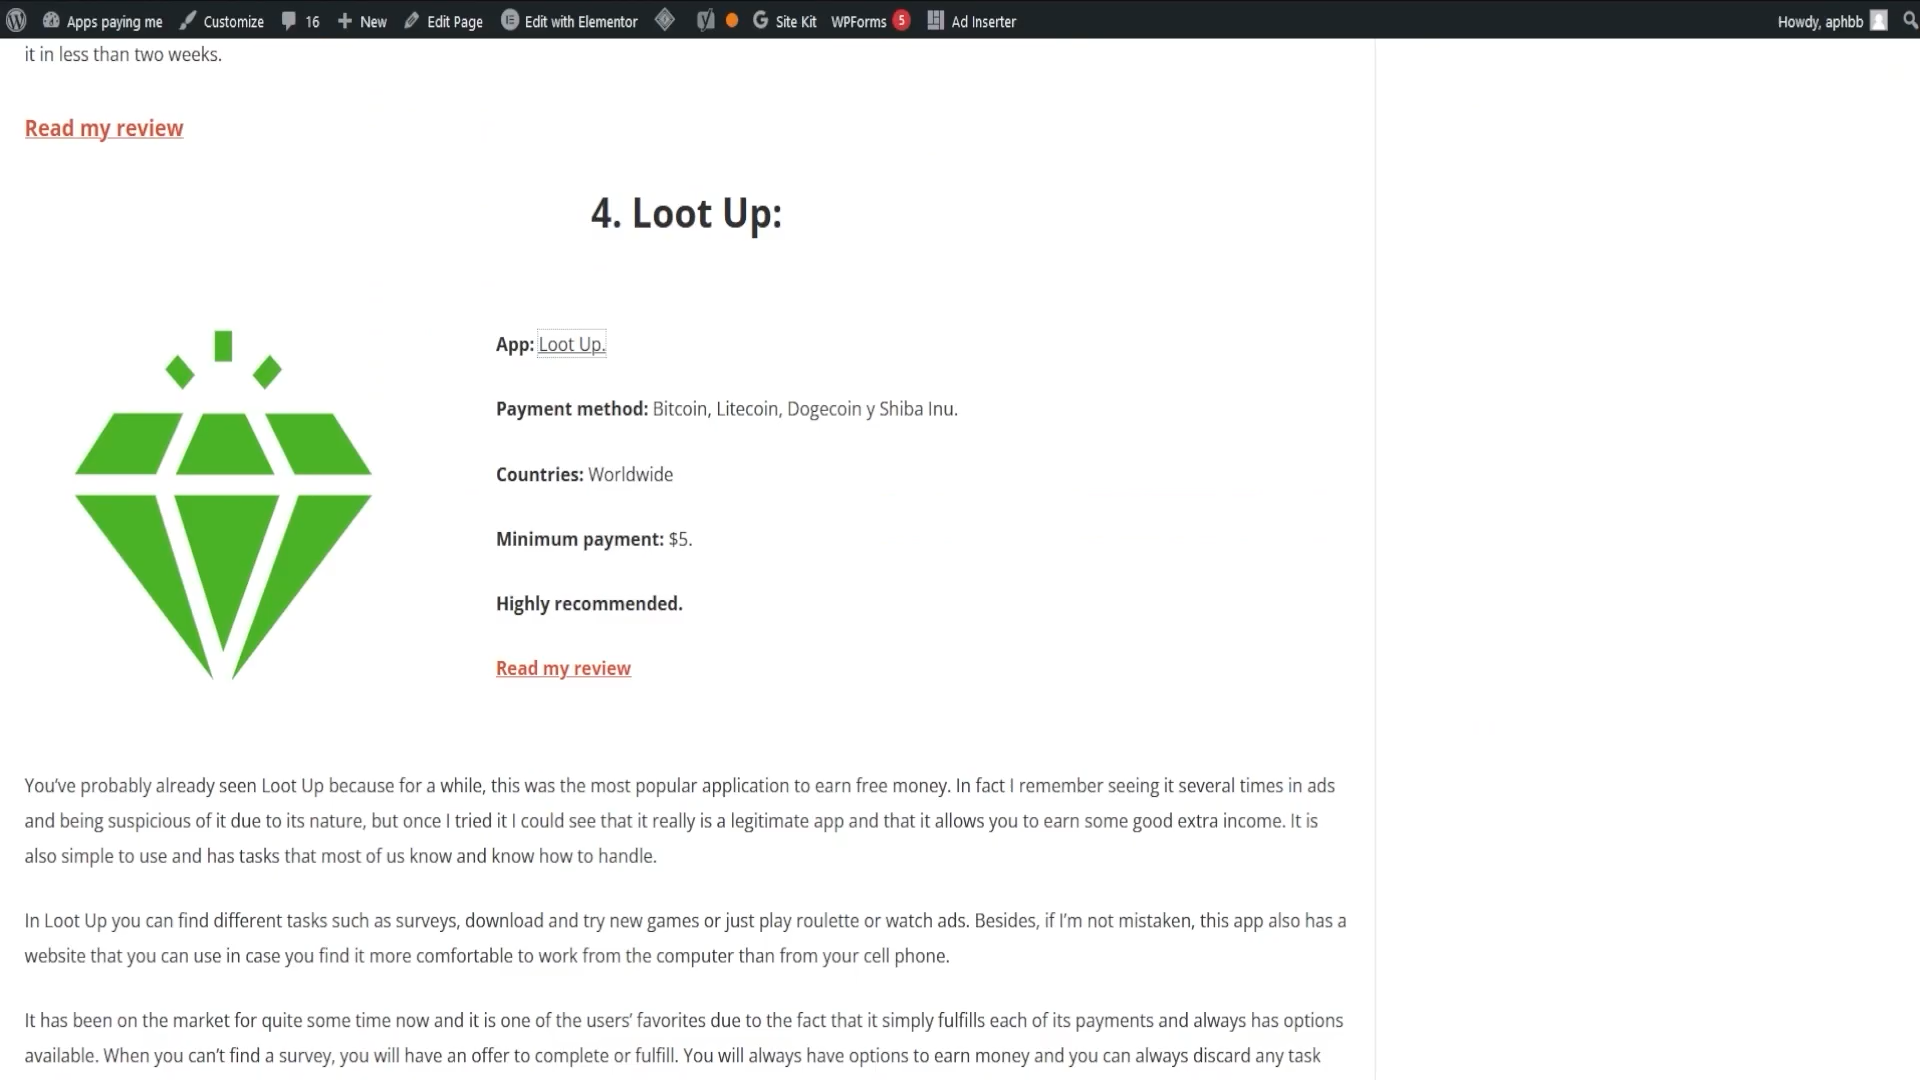 Apps paying me Customize 16 New Edit Page Edit with Elementor Site Kit WPForms 5 Ad Inserter Howdy, aphbb
it in less than two weeks.
Read my review
4. Loot Up:
App: Loot Up.
Payment method: Bitcoin, Litecoin, Dogecoin y Shiba Inu.
Countries: Worldwide
Minimum payment: $5.
Highly recommended.
Read my review
You’ve probably already seen Loot Up because for a while, this was the most popular application to earn free money. In fact I remember seeing it several times in ads
and being suspicious of it due to its nature, but once I tried it I could see that it really is a legitimate app and that it allows you to earn some good extra income. It is
also simple to use and has tasks that most of us know and know how to handle.
In Loot Up you can find different tasks such as surveys, download and try new games or just play roulette or watch ads. Besides, if I’m not mistaken, this app also has a
website that you can use in case you find it more comfortable to work from the computer than from your cell phone.
It has been on the market for quite some time now and it is one of the users’ favorites due to the fact that it simply fulfills each of its payments and always has options
available. When you can’t find a survey, you will have an offer to complete or fulfill. You will always have options to earn money and you can always discard any task